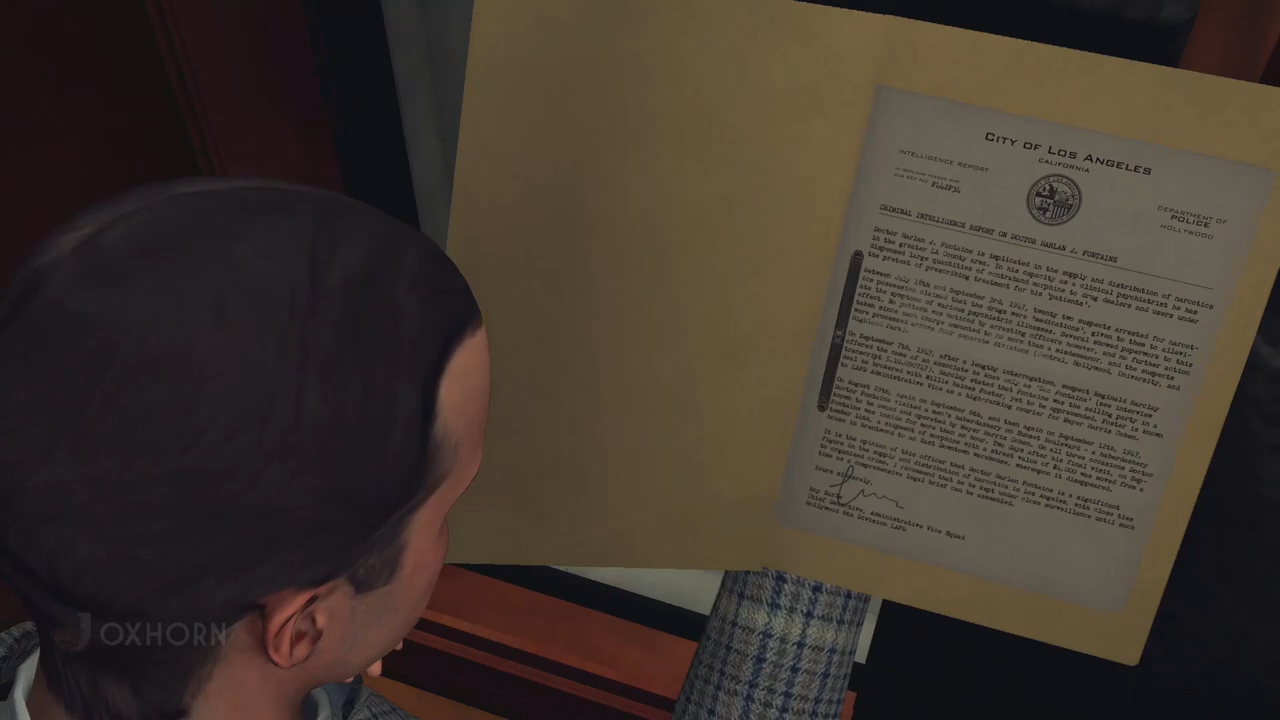 CITY OF LOS ANGELES
CALIFORNIA
INTELLIGENCE REPORT
DEPARTMENT OF
POLICE
HOLLYWOOD
CRIMINAL INTELLIGENCE REPORT ON DOCTOR HARLAN J. FONTAINE
Doctor Harlan J. Fontaine is implicated in the supply and distribution of narcotics
in the greater LA County area. In his capacity as a clinical psychiatrist he has
dispensed large quantities of contraband morphine to drug dealers and users under
the pretext of prescribing treatment for his 'patients'.
Between July 18th and September 3rd, 1947, twenty two suspects arrested for narcot-
ics possession claimed that the drugs were 'medications', given to them to allevi-
ate the symptoms of various psychiatric illnesses. Several showed paperwork to this
effect. No pattern was noticed by arresting officers however, and no further action
taken since each charge amounted to no more than a misdemeanor, and the suspects
were processed across four separate divisions (Central, Hollywood, University, and
Highland Park).
On September 7th, 1947, after a lengthy interrogation, suspect Reginald Barclay
offered the name of an associate he knew only as 'Doc Fontaine' (see interview
transcript). Barclay stated that Fontaine was the selling party in a
deal he brokered with Willis Haines Foster, yet to be apprehended. Foster is known
to LAPD Administrative Vice as a high-ranking courier for Meyer Harris Cohen.
On August 29th, again on September 6th, and then again on September 12th, 1947,
Doctor Fontaine visited a men's haberdashery on Sunset Boulevard - a haberdashery
known to be owned and operated by Meyer Harris Cohen. On all three occasions Doctor
Fontaine was inside for more than an hour. Two days after his final visit, on Sep-
tember 14th, a shipment of morphine with a street value of $4,000 was moved from a
house in Brentwood to an East Downtown warehouse, whereupon it disappeared.
It is the opinion of this officer that Doctor Harlan Fontaine is a significant
figure in the supply and distribution of narcotics in Los Angeles, with close ties
to organised crime. I recommend that he be kept under close surveillance until such
time as a comprehensive legal brief can be assembled.
Yours sincerely,
Roy Earle
Chief Detective, Administrative Vice Squad
Hollywood 6th Division LAPD
OXHORN